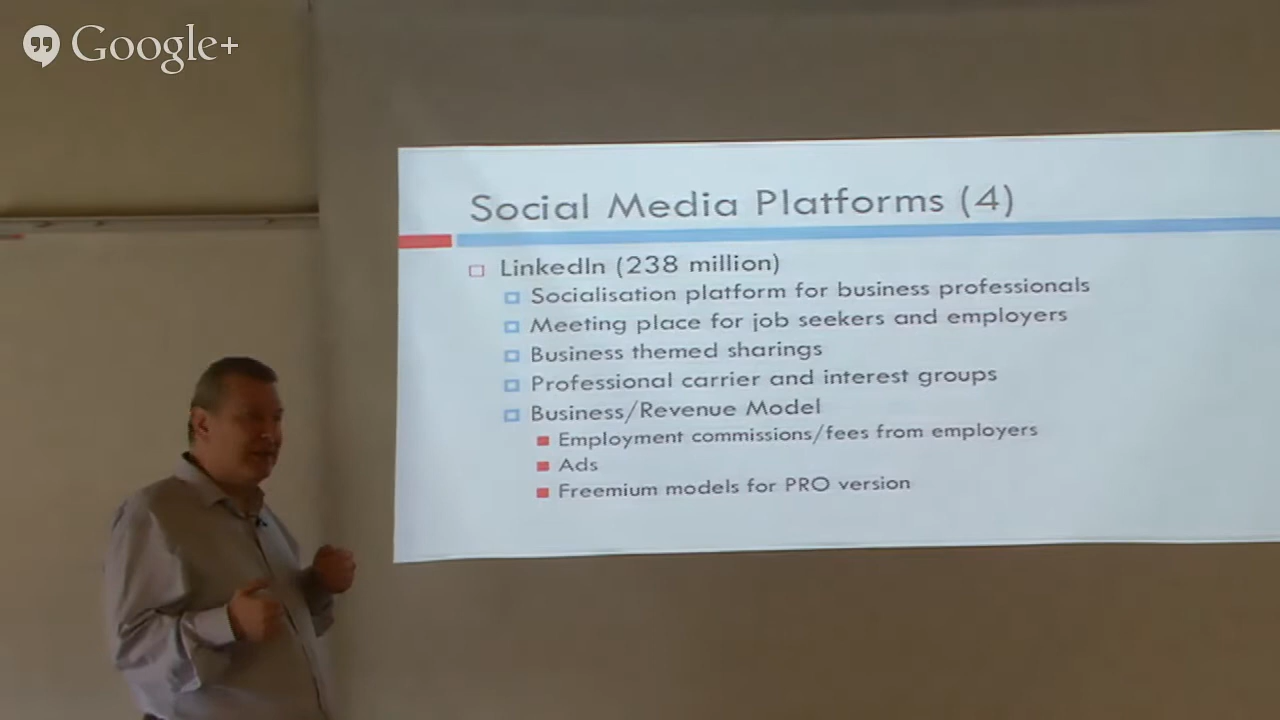 Google+
Social Media Platforms (4)
LinkedIn (238 million)
Socialisation platform for business professionals
Meeting place for job seekers and employers
Business themed sharings
Professional carrier and interest groups
Business/Revenue Model
Employment commissions/fees from employers
Ads
Freemium models for PRO version